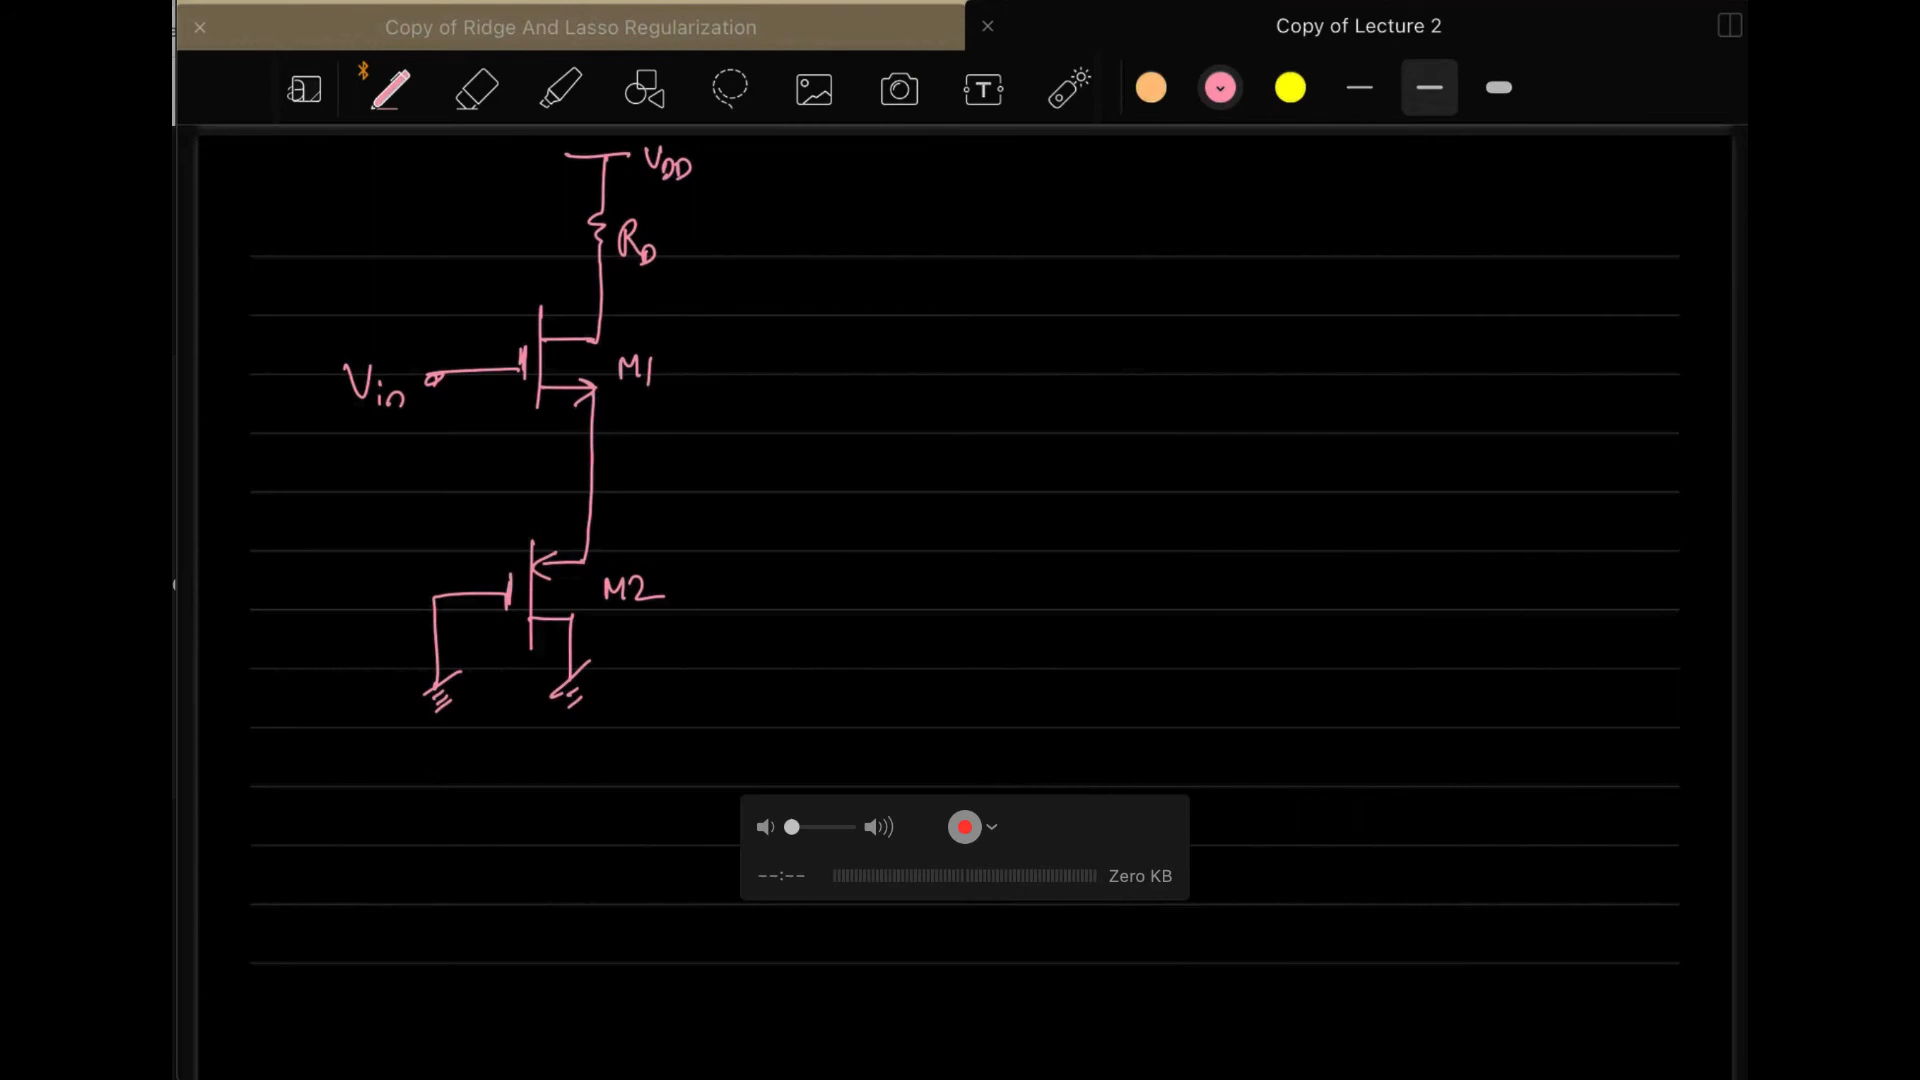 Copy of Ridge And Lasso Regularization
Copy of Lecture 2
T
VDD
RD
Vin
M1
M2
--:--
Zero KB